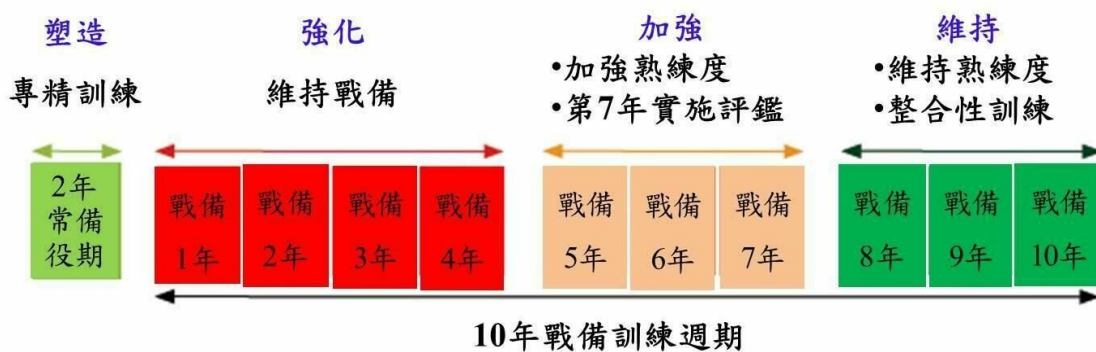 塑造
專精訓練
2年
常備
役期
強化
維持戰備
戰備
1年
戰備
2年
戰備
3年
戰備
4年
加強
•加強熟練度
•第7年實施評鑑
戰備
5年
戰備
6年
戰備
7年
維持
•維持熟練度
•整合性訓練
戰備
8年
戰備
9年
戰備
10年
10年戰備訓練週期